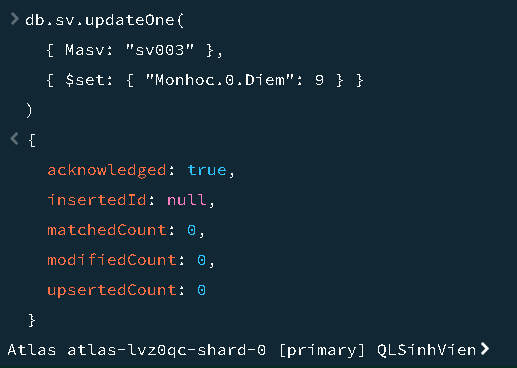 > db.sv.updateOne(
{ Masv: "sv003" },
{ $set: { "Monhoc.0.Diem": 9 } }
)
< {
acknowledged: true,
insertedId: null,
matchedCount: 0,
modifiedCount: 0,
upsertedCount: 0
}
Atlas atlas-lvz0qc-shard-0 [primary] QLSinhVien>